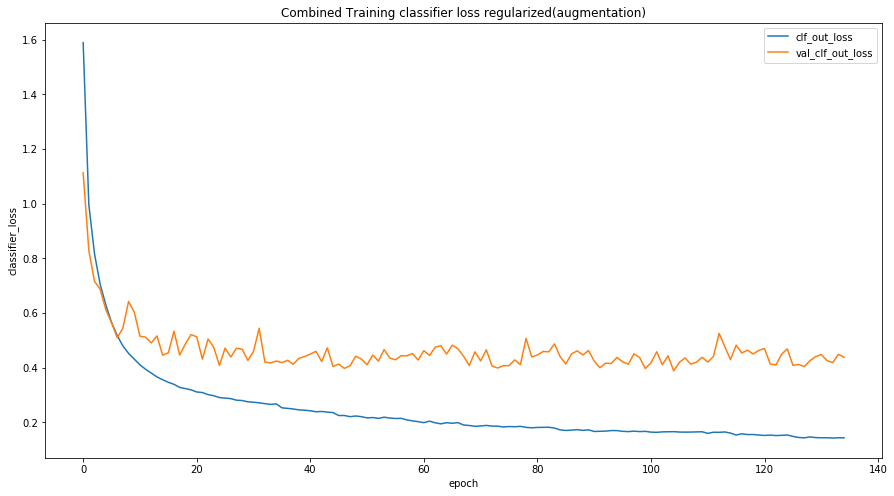 Combined Training classifier loss regularized(augmentation)
clf_out_loss
val_clf_out_loss
classifier_loss
1.6
1.4
1.2
1.0
0.8
0.6
0.4
0.2
0 20 40 60 80 100 120 140
epoch